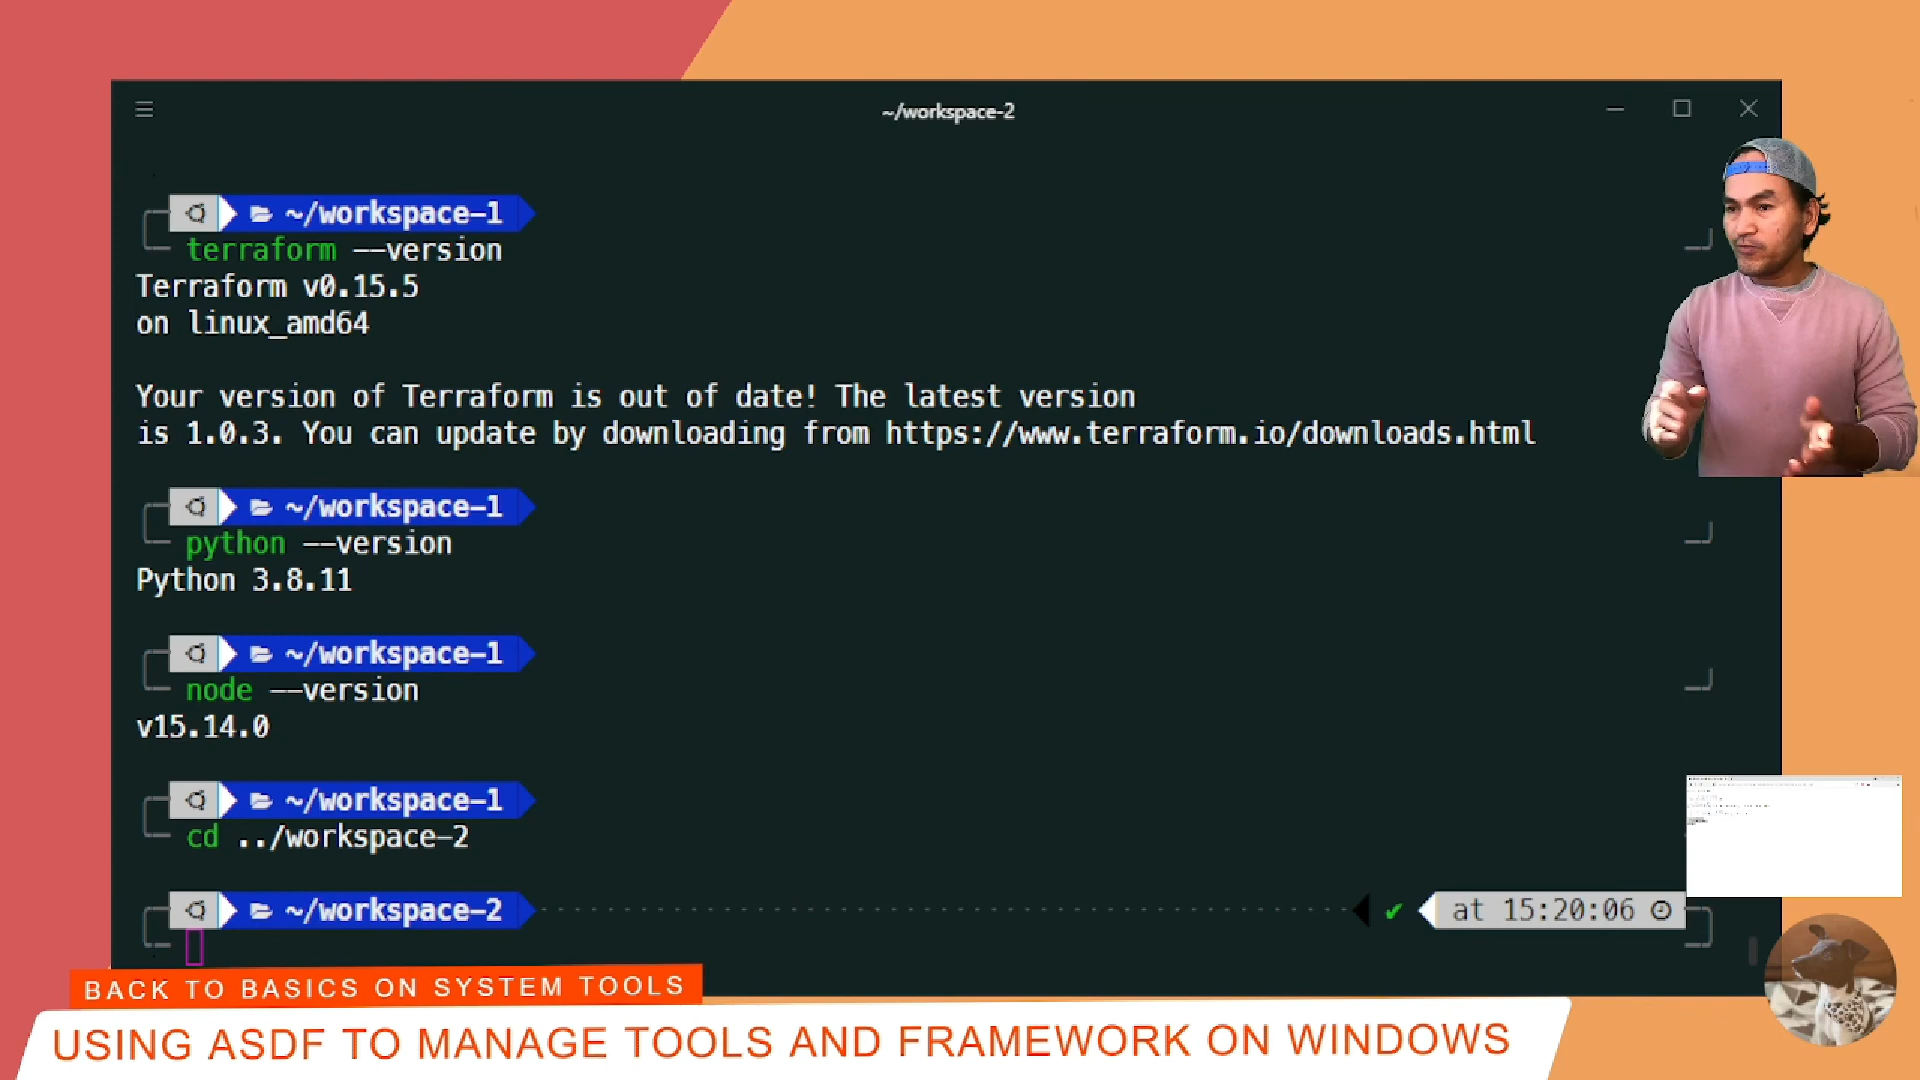 ~/workspace-2
~/workspace-1
terraform --version
Terraform v0.15.5
on linux_amd64
Your version of Terraform is out of date! The latest version
is 1.0.3. You can update by downloading from https://www.terraform.io/downloads.html
~/workspace-1
python --version
Python 3.8.11
~/workspace-1
node --version
v15.14.0
~/workspace-1
cd ../workspace-2
~/workspace-2 ✔ at 15:20:06
BACK TO BASICS ON SYSTEM TOOLS
USING ASDF TO MANAGE TOOLS AND FRAMEWORK ON WINDOWS